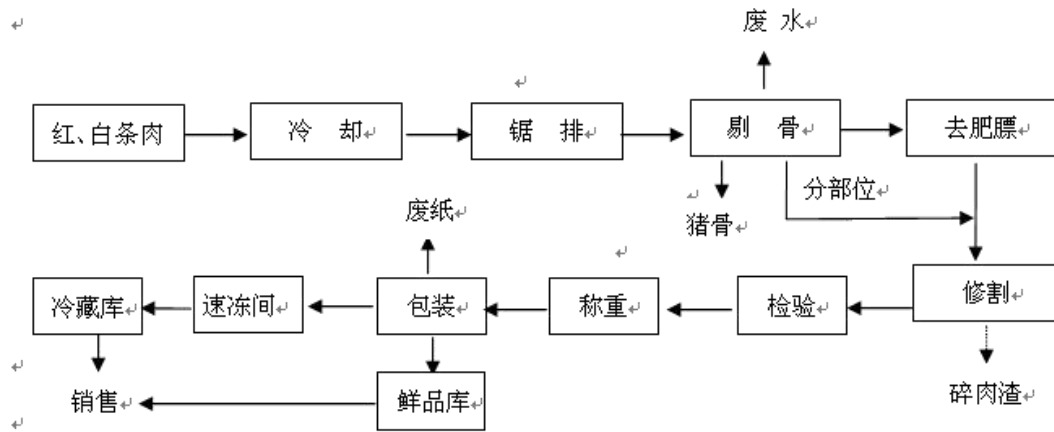 废 水
红、白条肉
冷 却
锯 排
剔 骨
去肥膘
分部位
猪骨
废纸
冷藏库
速冻间
包装
称重
检验
修割
销售
鲜品库
碎肉渣